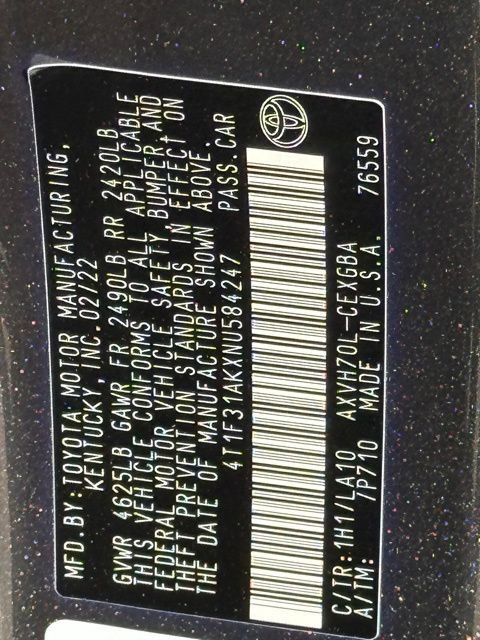 MFD.BY:TOYOTA MOTOR MANUFACTURING,
KENTUCKY, INC. 02/22
GVWR 4625LB GAWR FR 2490LB RR 2420LB
THIS VEHICLE CONFORMS TO ALL APPLICABLE
FEDERAL MOTOR VEHICLE SAFETY, BUMPER, AND
THEFT PREVENTION STANDARDS IN EFFECT ON
THE DATE OF MANUFACTURE SHOWN ABOVE.
4T1F31AKXNU584247 PASS.CAR
C/TR:1H1/LA10 AXVH70L-CEXGBA
A/TM: /P710 MADE IN U.S.A. 76559